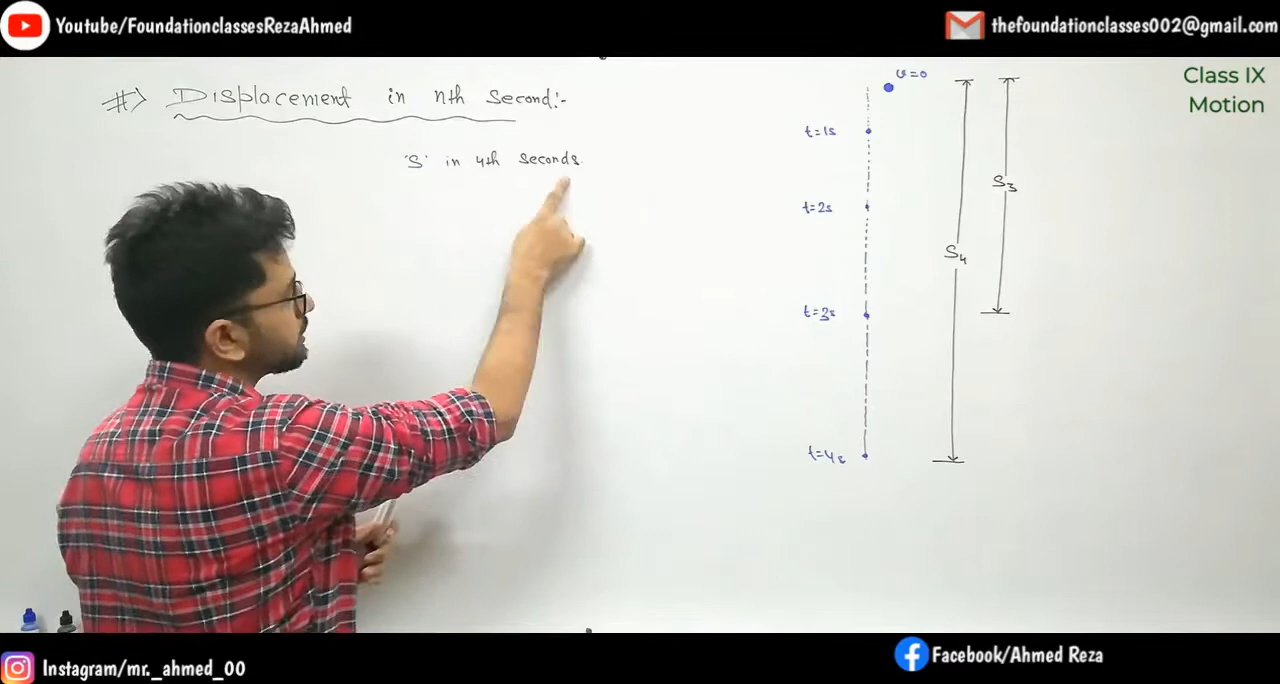 Youtube/FoundationclassesRezaAhmed
thefoundationclasses002@gmail.com
Class IX
Motion
#⇒ Displacement in nth Second:-
'S' in 4th Seconds.
u=0
t=1s
t=2s
t=3s
t=4s
S3
S4
Instagram/mr._ahmed_00
Facebook/Ahmed Reza